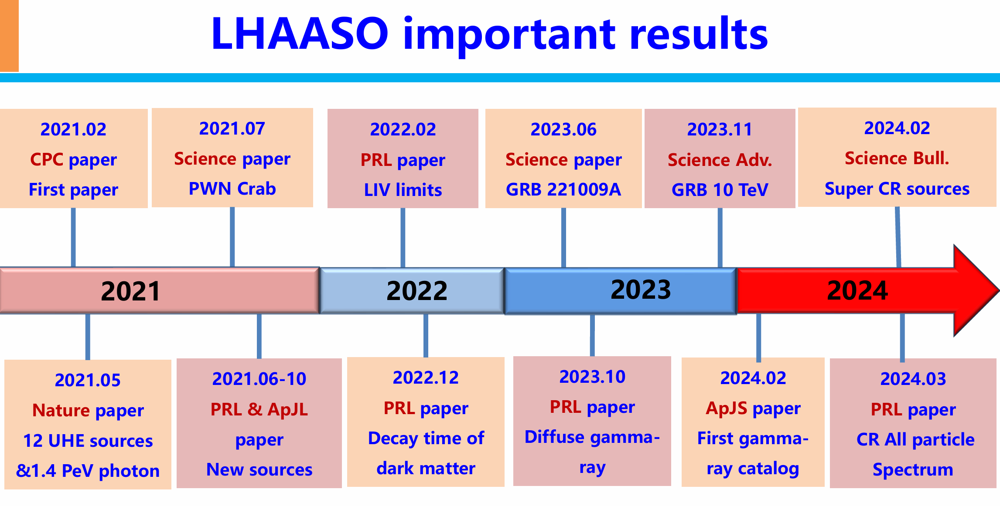 LHAASO important results
2021.02
CPC paper
First paper
2021.07
Science paper
PWN Crab
2022.02
PRL paper
LIV limits
2023.06
Science paper
GRB 221009A
2023.11
Science Adv.
GRB 10 TeV
2024.02
Science Bull.
Super CR sources
2021
2022
2023
2024
2021.05
Nature paper
12 UHE sources
&1.4 PeV photon
2021.06-10
PRL & ApJL
paper
New sources
2022.12
PRL paper
Decay time of
dark matter
2023.10
PRL paper
Diffuse gamma-
ray
2024.02
ApJS paper
First gamma-
ray catalog
2024.03
PRL paper
CR All particle
Spectrum